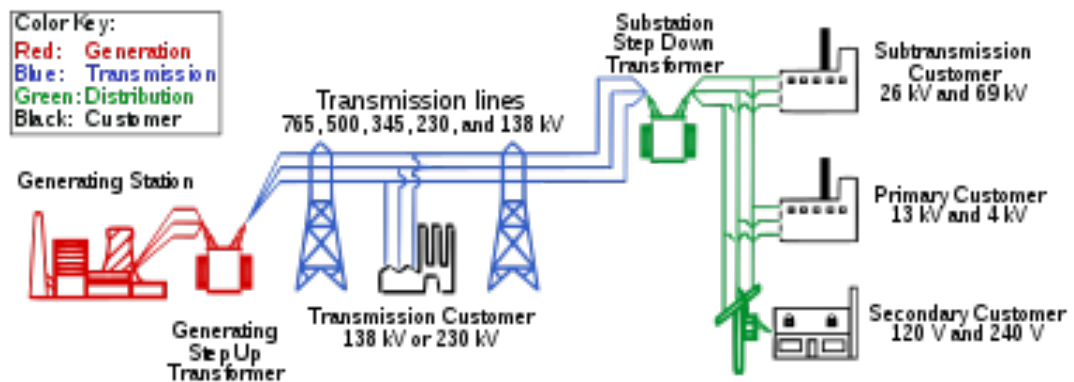 Color Key:
Red: Generation
Blue: Transmission
Green: Distribution
Black: Customer
Generating Station
Generating
Step Up
Transformer
Transmission lines
765, 500, 345, 230, and 138 kV
Transmission Customer
138 kV or 230 kV
Substation
Step Down
Transformer
Subtransmission
Customer
26 kV and 69 kV
Primary Customer
13 kV and 4 kV
Secondary Customer
120 V and 240 V